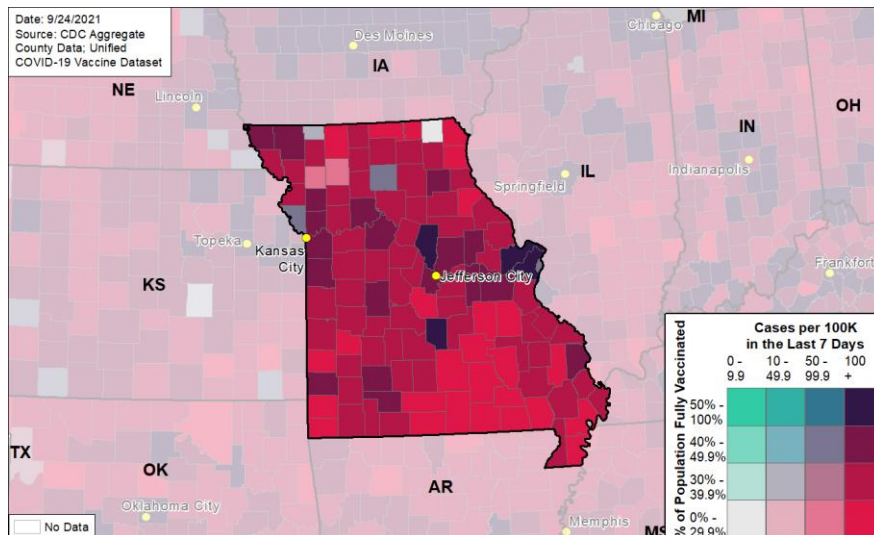 Date: 9/24/2021
Source: CDC Aggregate
County Data; Unified
COVID-19 Vaccine Dataset
Chicago
MI
Des Moines
IA
NE
Lincoln
OH
IN
Indianapolis
IL
Springfield
Topeka
Kansas
City
Jefferson City
Frankfort
KS
TX
OK
Oklahoma City
AR
Memphis
MS
No Data
% of Population Fully Vaccinated
Cases per 100K
in the Last 7 Days
0 - 10 - 50 - 100
9.9 49.9 99.9 +
50% -
100%
40% -
49.9%
30% -
39.9%
0% -
29.9%